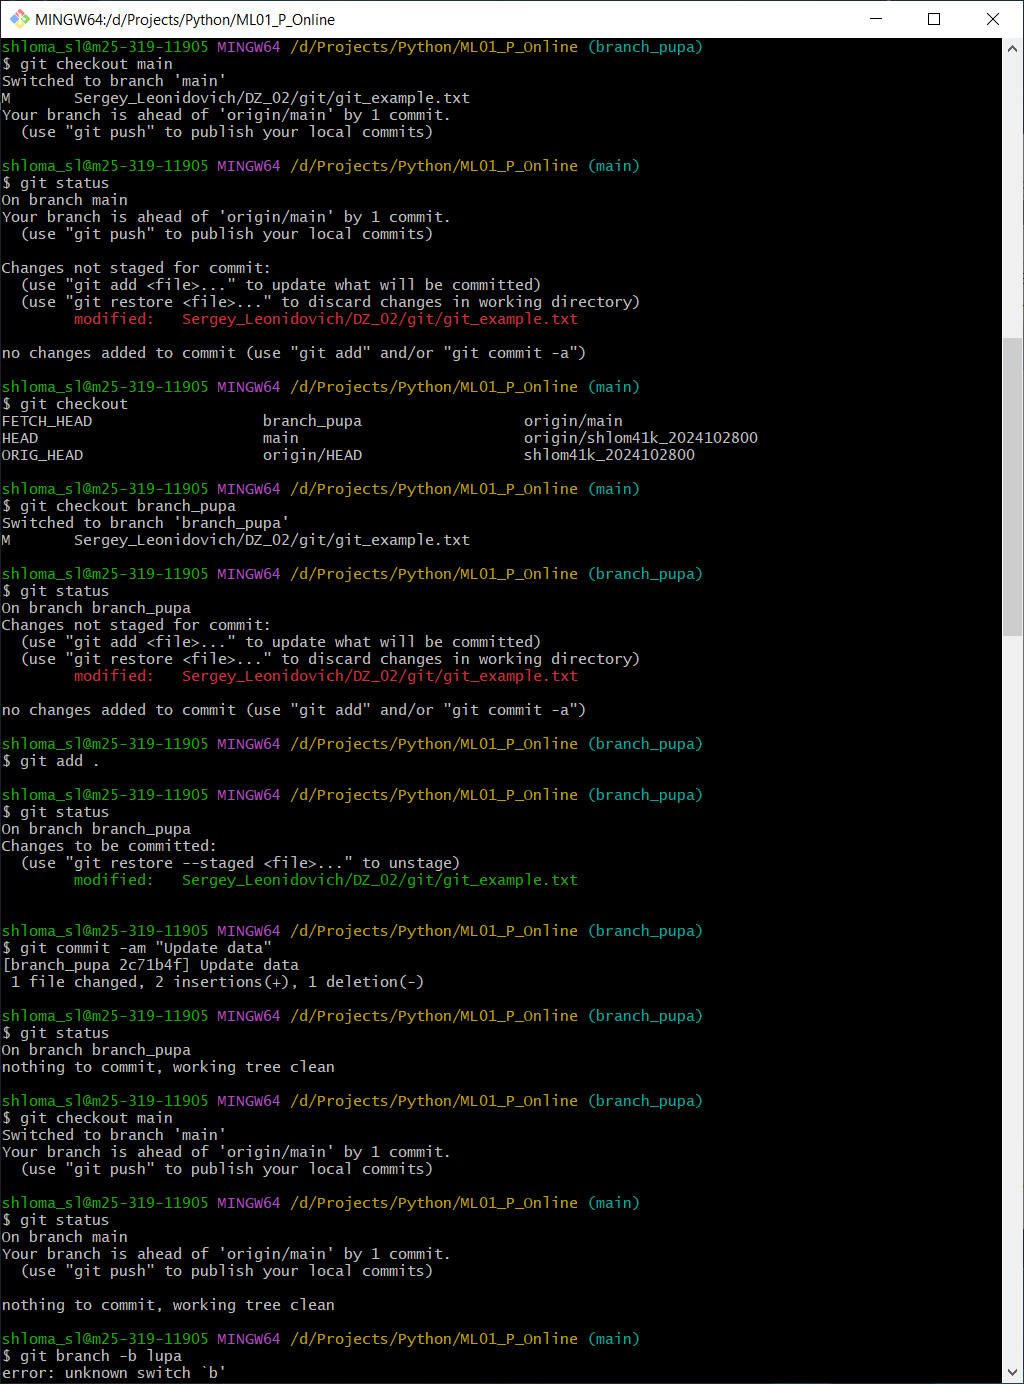 MINGW64:/d/Projects/Python/ML01_P_Online
shloma_sl@m25-319-11905 MINGW64 /d/Projects/Python/ML01_P_Online (branch_pupa)
$ git checkout main
Switched to branch 'main'
M       Sergey_Leonidovich/DZ_02/git/git_example.txt
Your branch is ahead of 'origin/main' by 1 commit.
  (use "git push" to publish your local commits)
shloma_sl@m25-319-11905 MINGW64 /d/Projects/Python/ML01_P_Online (main)
$ git status
On branch main
Your branch is ahead of 'origin/main' by 1 commit.
  (use "git push" to publish your local commits)
Changes not staged for commit:
  (use "git add <file>..." to update what will be committed)
  (use "git restore <file>..." to discard changes in working directory)
        modified:   Sergey_Leonidovich/DZ_02/git/git_example.txt
no changes added to commit (use "git add" and/or "git commit -a")
shloma_sl@m25-319-11905 MINGW64 /d/Projects/Python/ML01_P_Online (main)
$ git checkout
FETCH_HEAD                   branch_pupa                  origin/main
HEAD                         main                         origin/shlom41k_2024102800
ORIG_HEAD                    origin/HEAD                  shlom41k_2024102800
shloma_sl@m25-319-11905 MINGW64 /d/Projects/Python/ML01_P_Online (main)
$ git checkout branch_pupa
Switched to branch 'branch_pupa'
M       Sergey_Leonidovich/DZ_02/git/git_example.txt
shloma_sl@m25-319-11905 MINGW64 /d/Projects/Python/ML01_P_Online (branch_pupa)
$ git status
On branch branch_pupa
Changes not staged for commit:
  (use "git add <file>..." to update what will be committed)
  (use "git restore <file>..." to discard changes in working directory)
        modified:   Sergey_Leonidovich/DZ_02/git/git_example.txt
no changes added to commit (use "git add" and/or "git commit -a")
shloma_sl@m25-319-11905 MINGW64 /d/Projects/Python/ML01_P_Online (branch_pupa)
$ git add .
shloma_sl@m25-319-11905 MINGW64 /d/Projects/Python/ML01_P_Online (branch_pupa)
$ git status
On branch branch_pupa
Changes to be committed:
  (use "git restore --staged <file>..." to unstage)
        modified:   Sergey_Leonidovich/DZ_02/git/git_example.txt
shloma_sl@m25-319-11905 MINGW64 /d/Projects/Python/ML01_P_Online (branch_pupa)
$ git commit -am "Update data"
[branch_pupa 2c71b4f] Update data
 1 file changed, 2 insertions(+), 1 deletion(-)
shloma_sl@m25-319-11905 MINGW64 /d/Projects/Python/ML01_P_Online (branch_pupa)
$ git status
On branch branch_pupa
nothing to commit, working tree clean
shloma_sl@m25-319-11905 MINGW64 /d/Projects/Python/ML01_P_Online (branch_pupa)
$ git checkout main
Switched to branch 'main'
Your branch is ahead of 'origin/main' by 1 commit.
  (use "git push" to publish your local commits)
shloma_sl@m25-319-11905 MINGW64 /d/Projects/Python/ML01_P_Online (main)
$ git status
On branch main
Your branch is ahead of 'origin/main' by 1 commit.
  (use "git push" to publish your local commits)
nothing to commit, working tree clean
shloma_sl@m25-319-11905 MINGW64 /d/Projects/Python/ML01_P_Online (main)
$ git branch -b lupa
error: unknown switch `b'